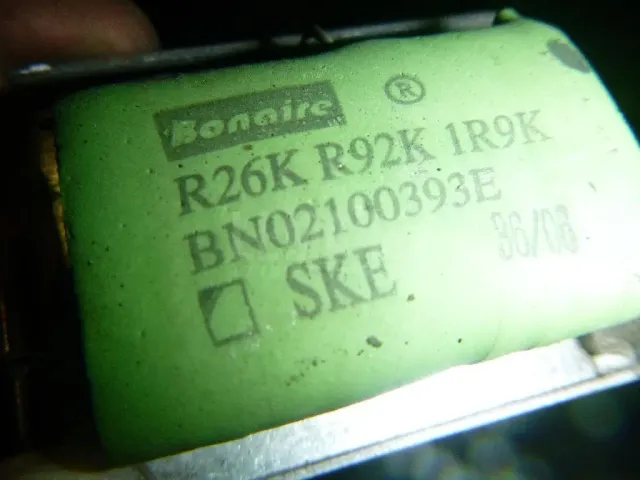 Bonaire ®
R26K R92K 1R9K
BN02100393E
SKE
36/08